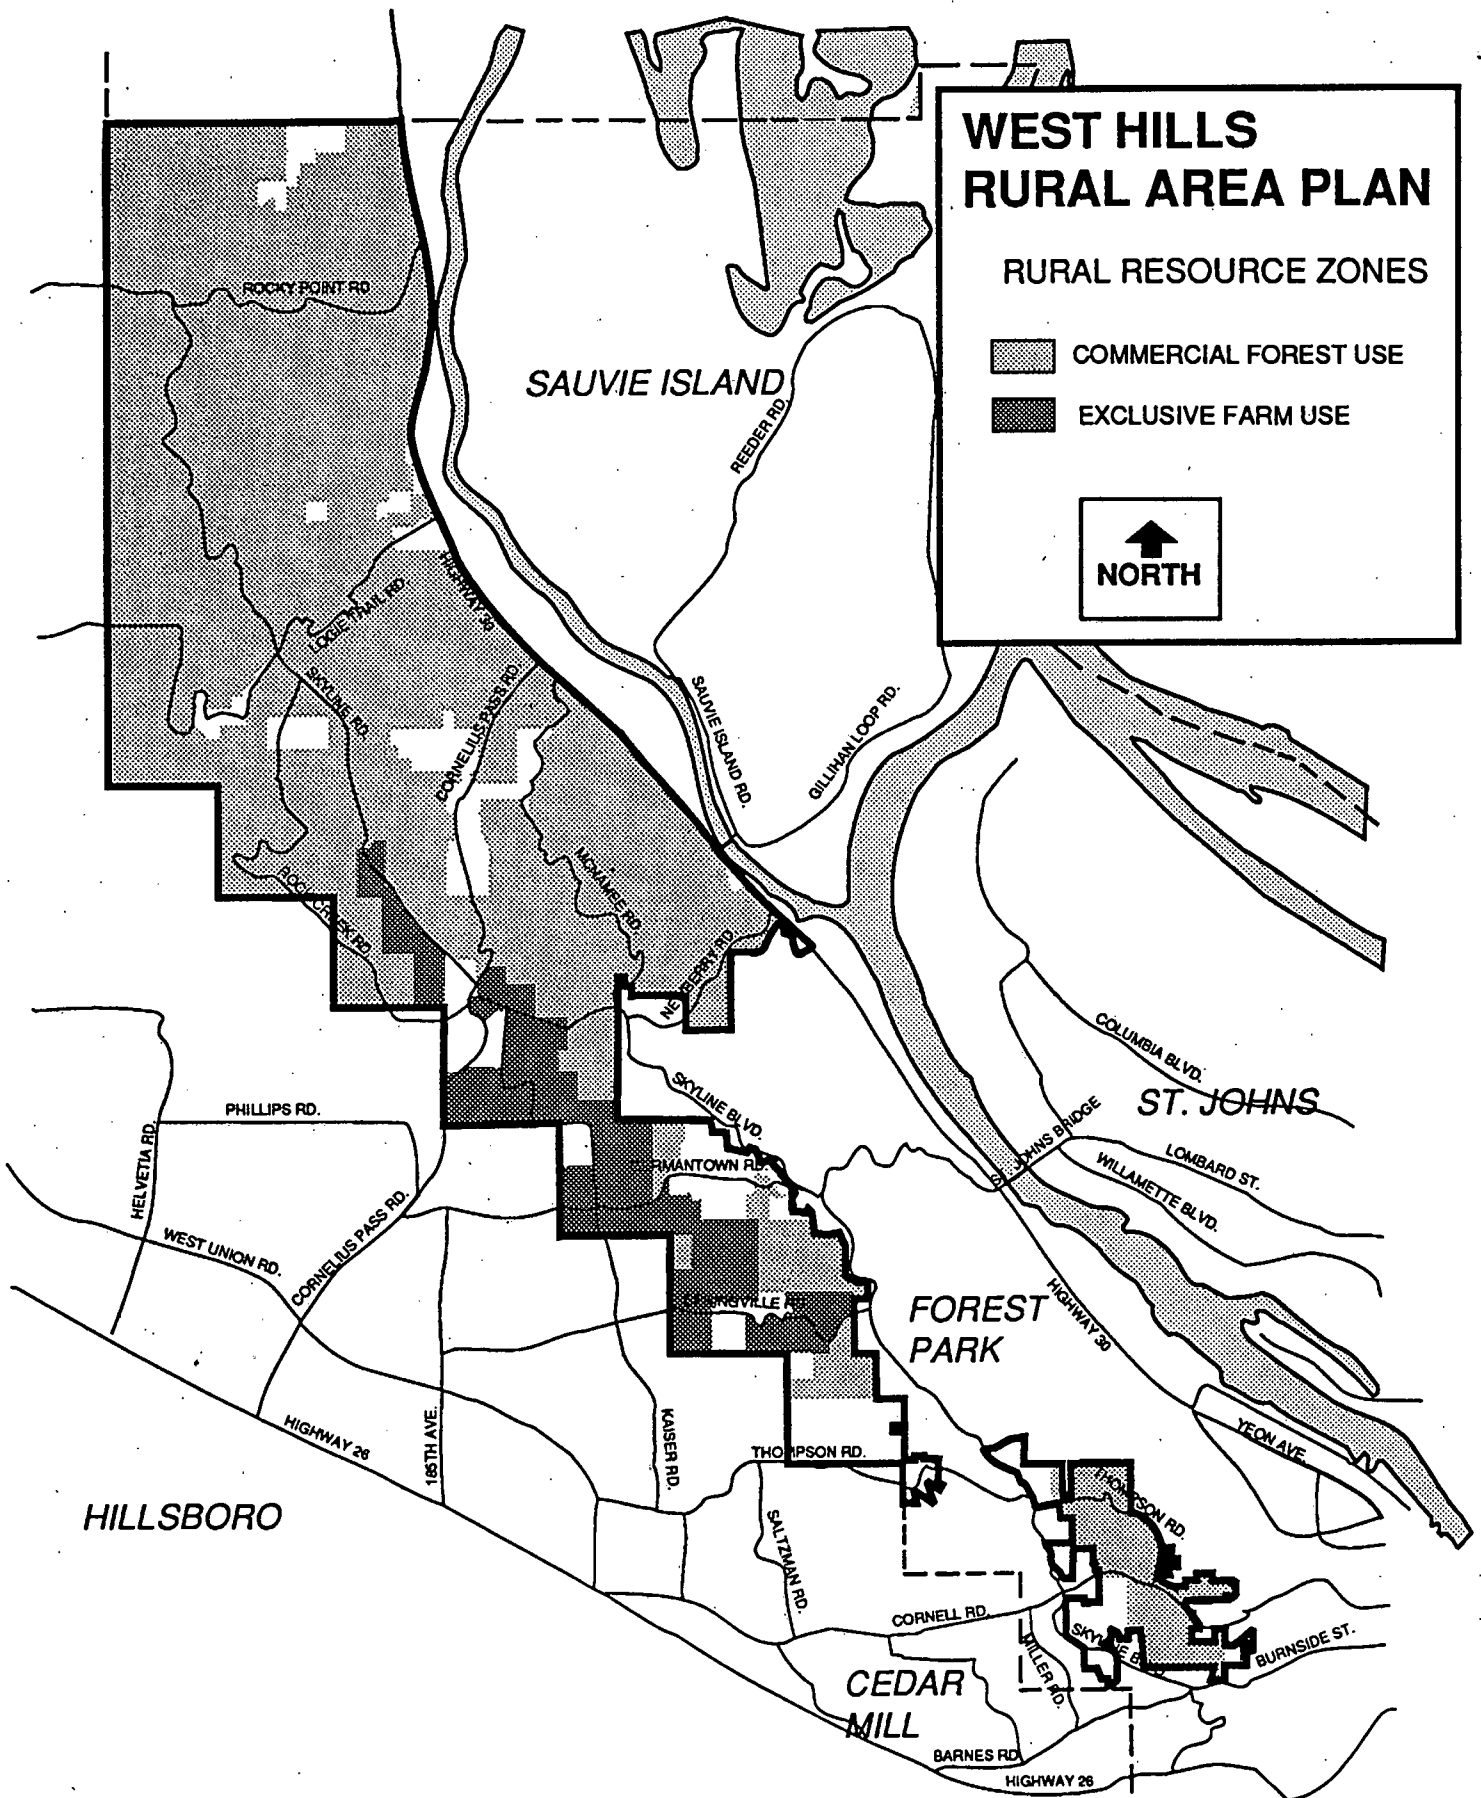 WEST HILLS
RURAL AREA PLAN
RURAL RESOURCE ZONES
COMMERCIAL FOREST USE
EXCLUSIVE FARM USE
NORTH
ROCKY POINT RD
SAUVIE ISLAND
REEDER RD.
HIGHWAY 30
LOGIE TRAIL RD.
SKYLINE RD
CORNELIUS PASS RD.
SAUVIE ISLAND RD.
GILLIHAN LOOP RD.
MCNAMEE RD.
ROCK CREEK RD.
NEWBERRY RD.
COLUMBIA BLVD.
ST. JOHNS
SKYLINE BLVD.
PHILLIPS RD.
ST. JOHNS BRIDGE
LOMBARD ST.
WILLAMETTE BLVD.
HELVETIA RD.
RMANTOWN RD.
WEST UNION RD.
CORNELIUS PASS RD.
FOREST
PARK
HIGHWAY 30
HIGHWAY 26
185TH AVE.
KAISER RD.
THOMPSON RD.
YEON AVE.
THOMPSON RD.
HILLSBORO
SALTZMAN RD.
CORNELL RD.
MILLER RD.
BURNSIDE ST.
CEDAR
MILL
BARNES RD
HIGHWAY 26